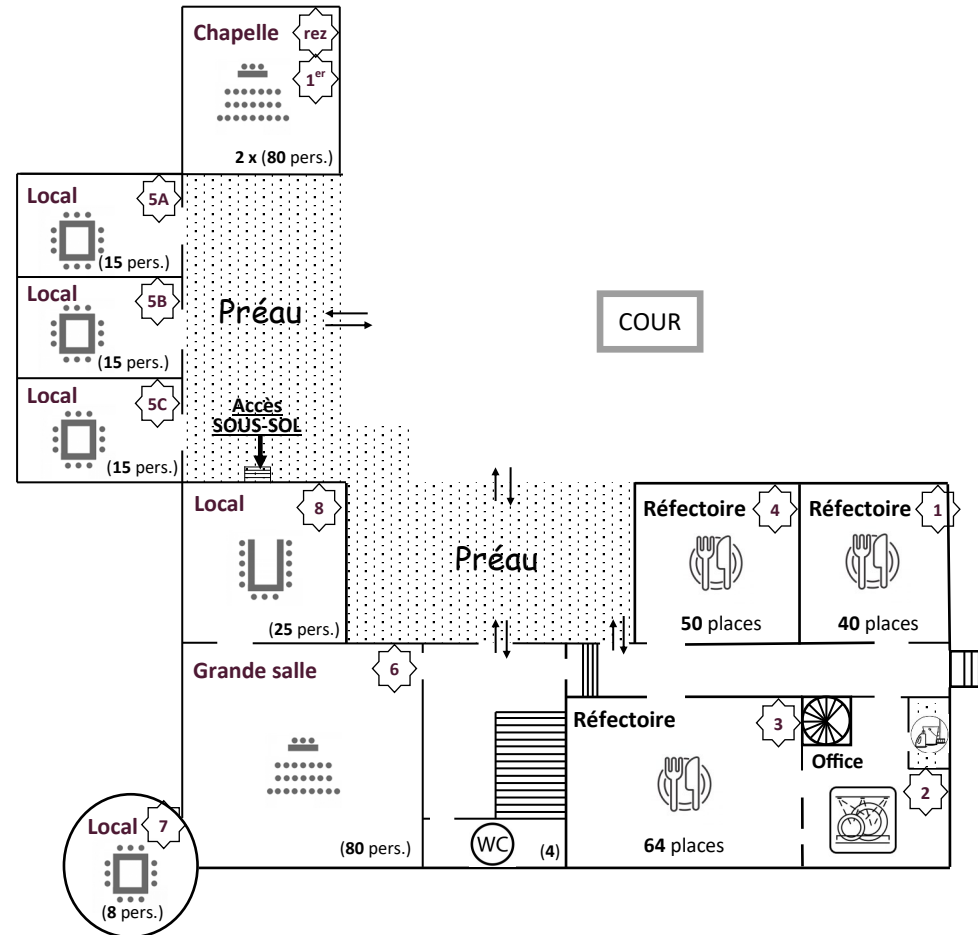 Chapelle
rez
1er
2 x (80 pers.)
Local
5A
(15 pers.)
Local
5B
(15 pers.)
Local
5C
(15 pers.)
Préau
COUR
Accès
SOUS-SOL
Local
8
(25 pers.)
Préau
Réfectoire
4
50 places
Réfectoire
1
40 places
Grande salle
6
(80 pers.)
Réfectoire
3
64 places
Office
2
Local
7
(8 pers.)
WC
(4)